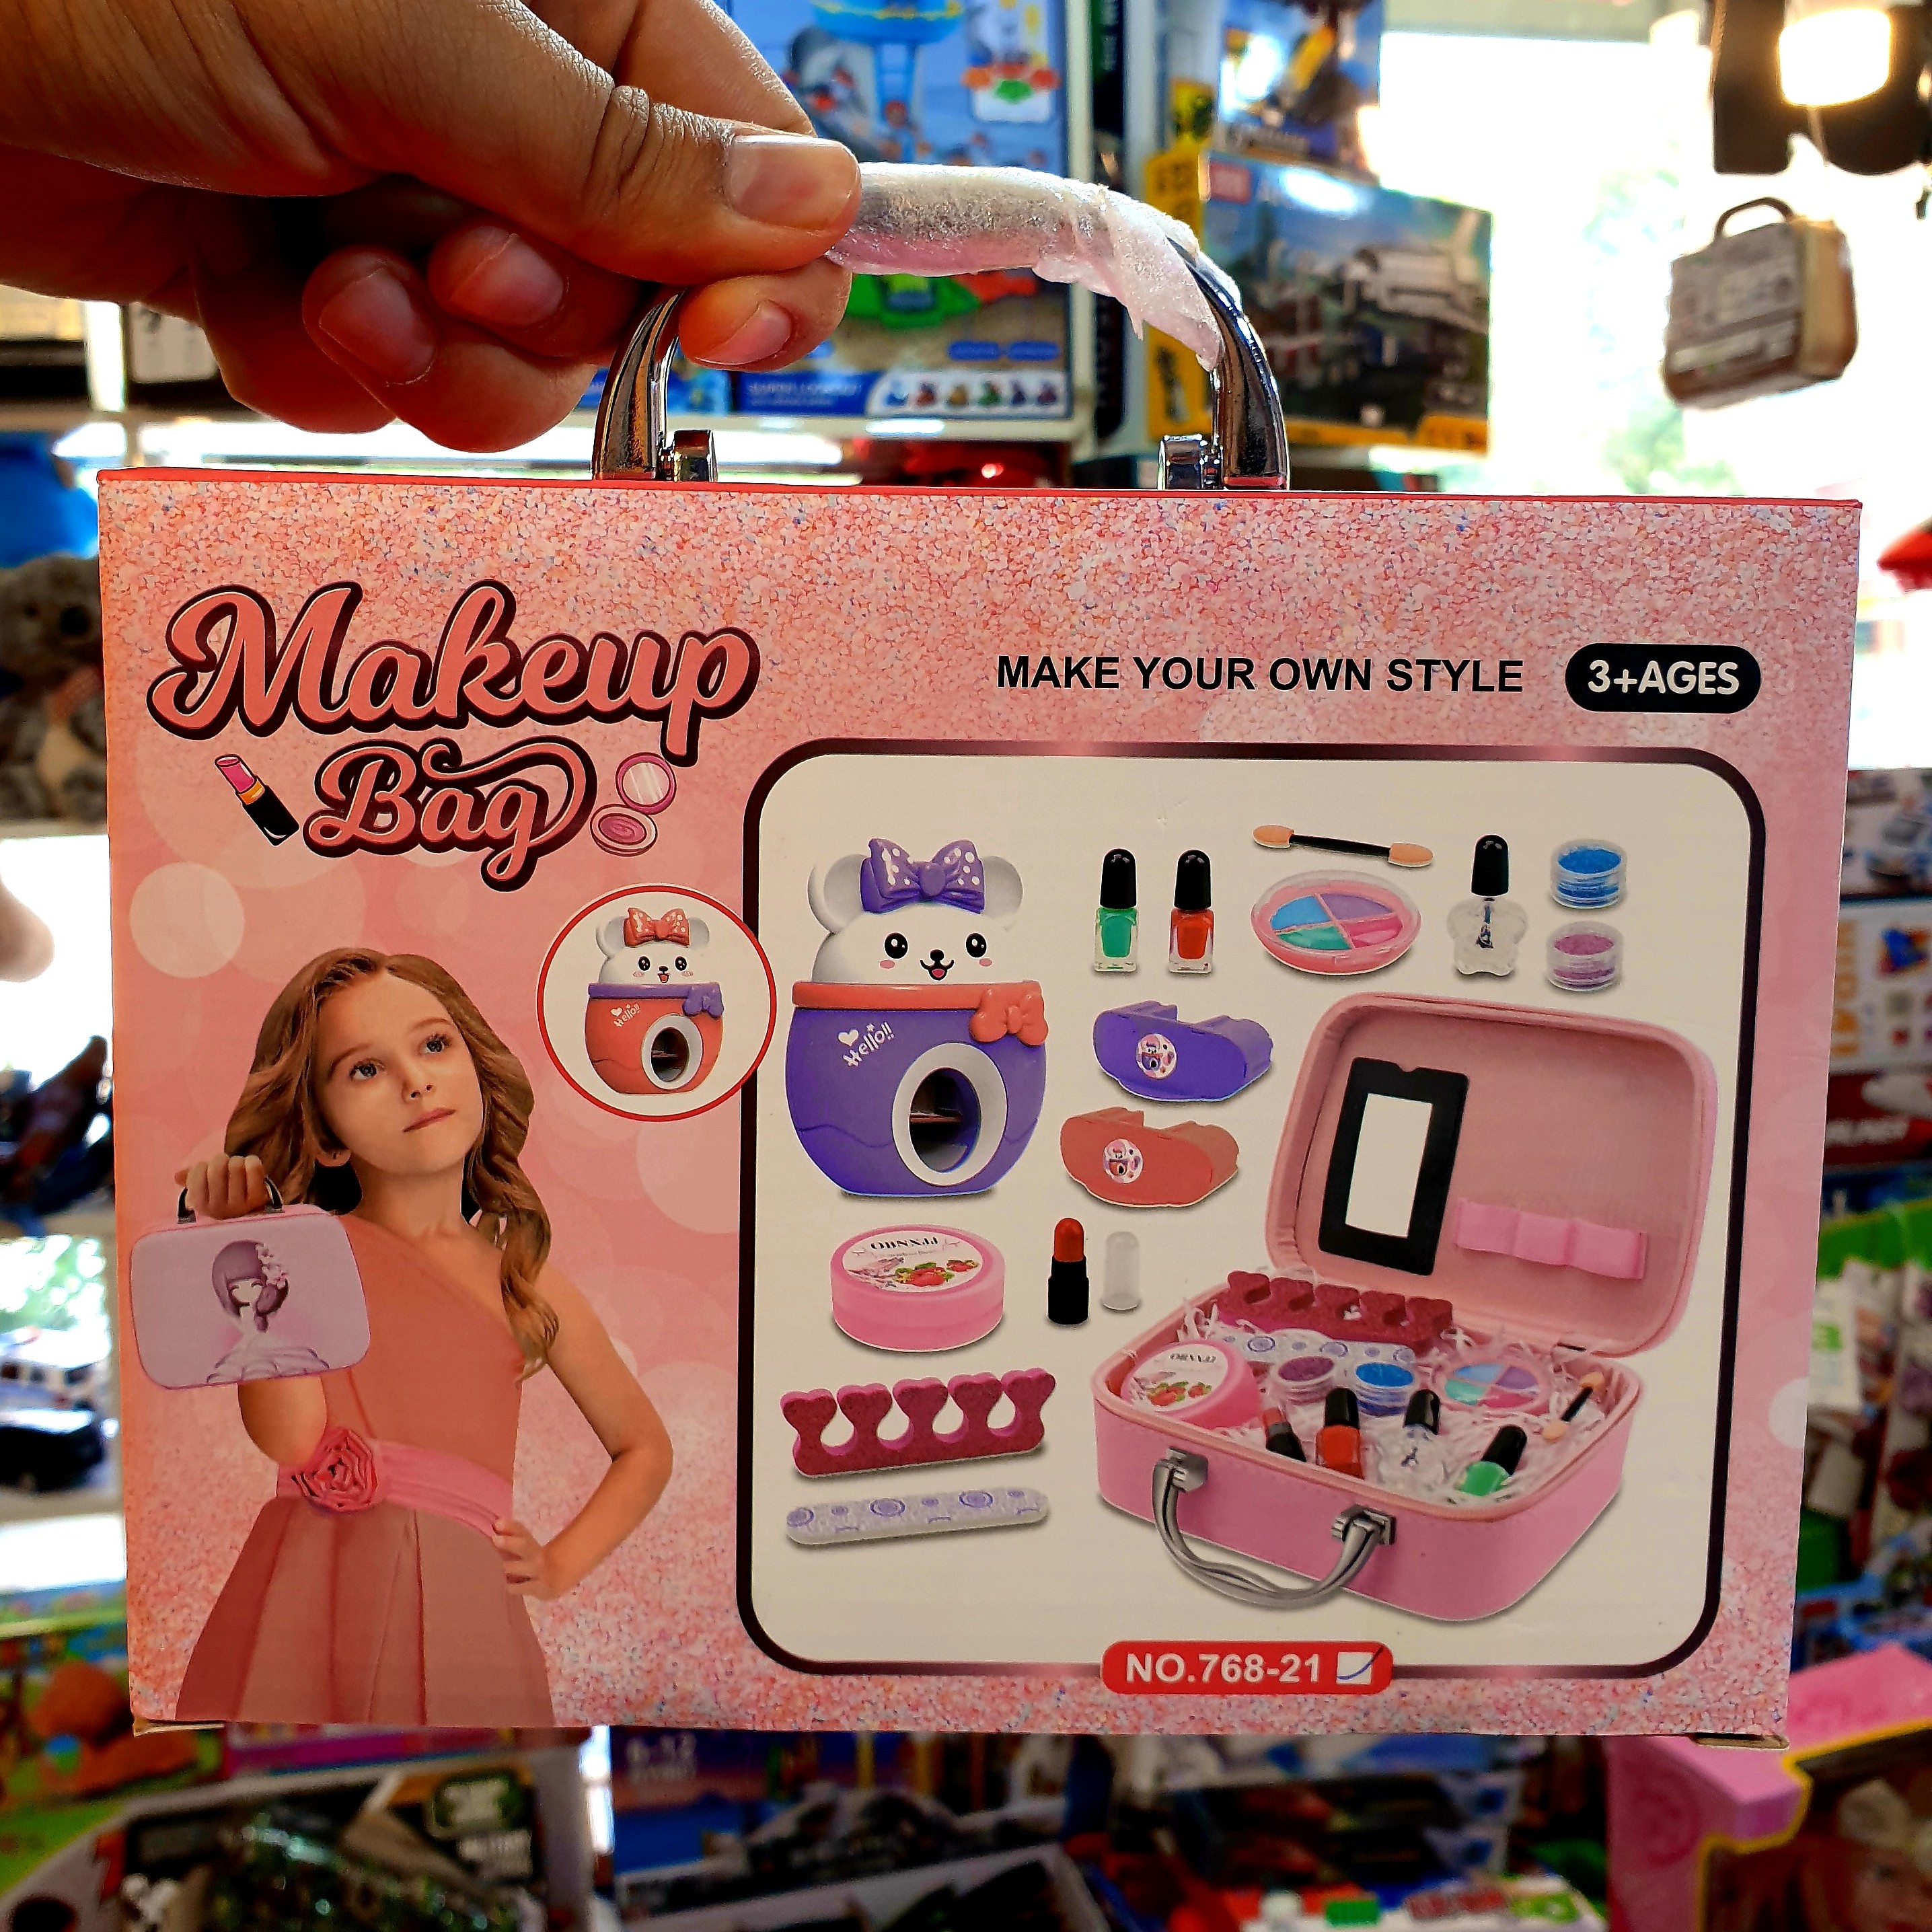 Makeup
Bag
MAKE YOUR OWN STYLE
3+AGES
Hello!!
Hello!!
NO.768-21